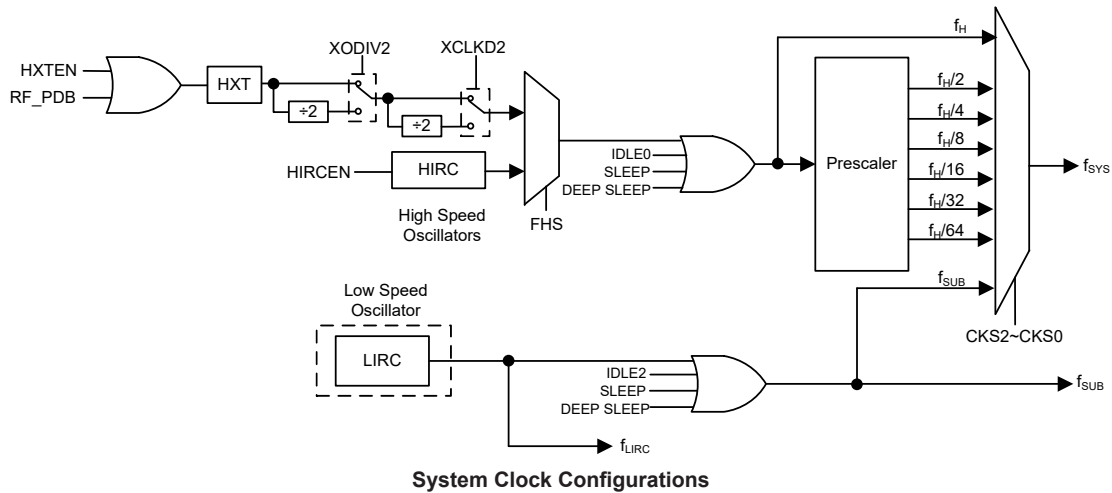 XODIV2
XCLKD2
HXTEN
RF_PDB
HXT
÷2
÷2
HIRCEN
HIRC
High Speed
Oscillators
FHS
IDLE0
SLEEP
DEEP SLEEP
Prescaler
fH
fH/2
fH/4
fH/8
fH/16
fH/32
fH/64
fSUB
fSYS
CKS2~CKS0
Low Speed
Oscillator
LIRC
IDLE2
SLEEP
DEEP SLEEP
fSUB
fLIRC
System Clock Configurations